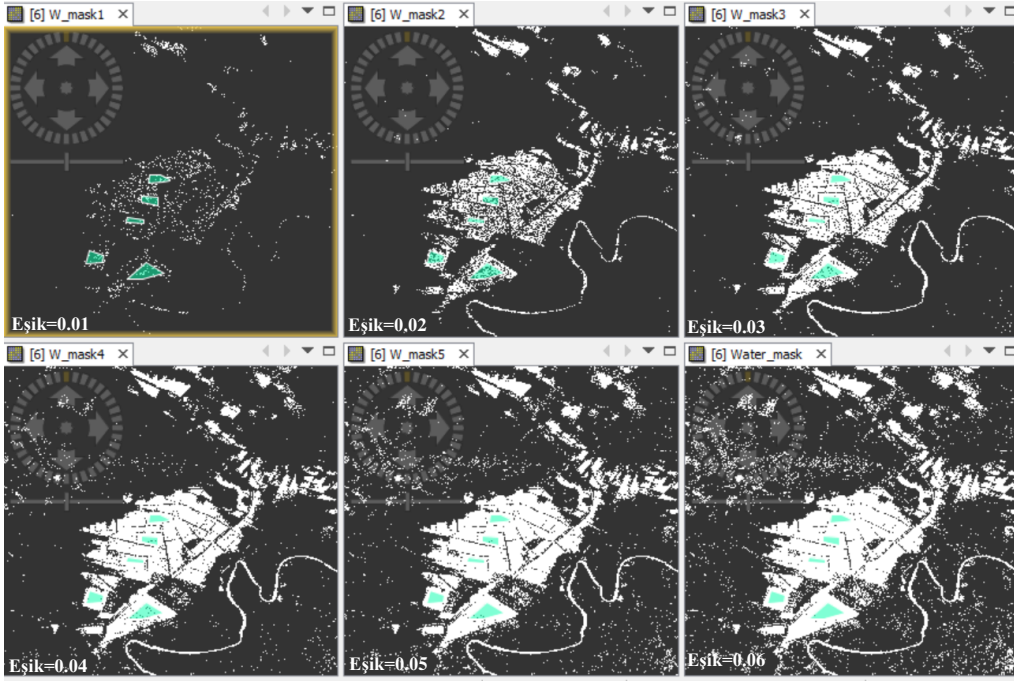 [6] W_mask1
[6] W_mask2
[6] W_mask3
Eşik=0.01
Eşik=0,02
Eşik=0.03
[6] W_mask4
[6] W_mask5
[6] Water_mask
Eşik=0.04
Eşik=0.05
Eşik=0.06